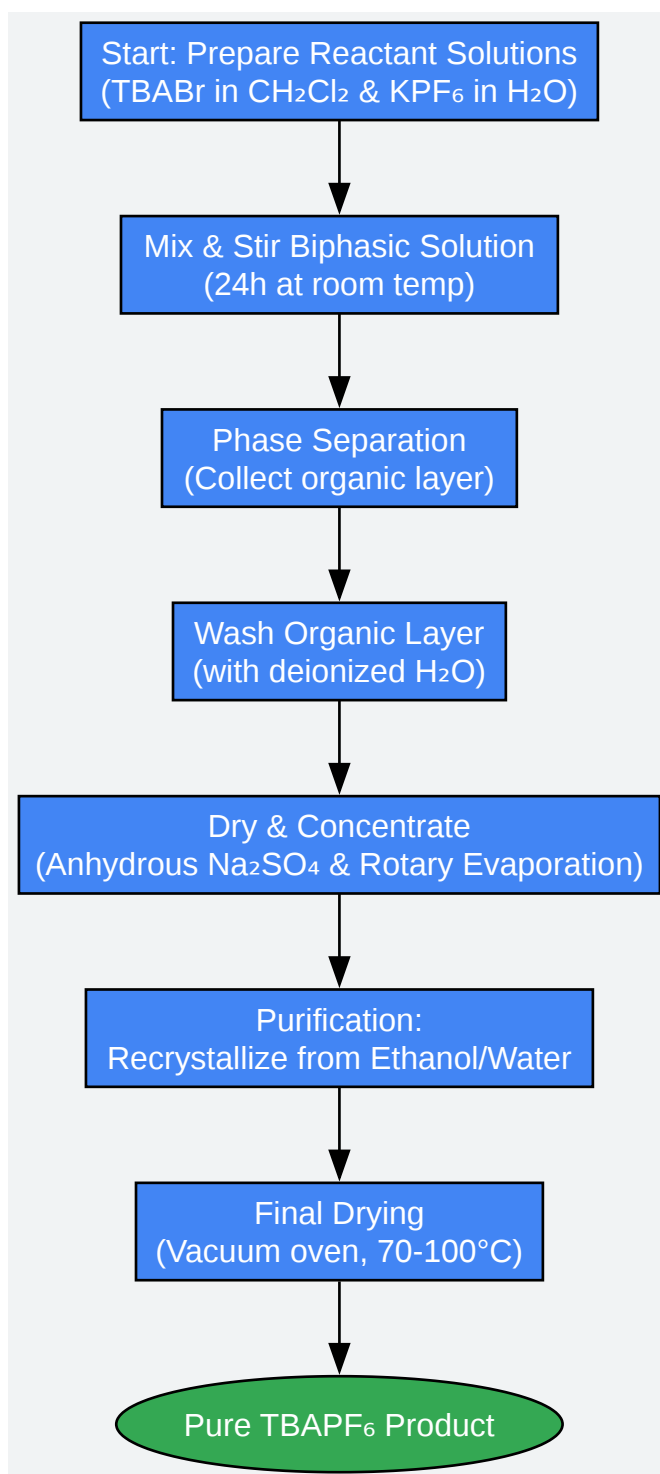 Start: Prepare Reactant Solutions
(TBABr in CH₂Cl₂ & KPF₆ in H₂O)
Mix & Stir Biphasic Solution
(24h at room temp)
Phase Separation
(Collect organic layer)
Wash Organic Layer
(with deionized H₂O)
Dry & Concentrate
(Anhydrous Na₂SO₄ & Rotary Evaporation)
Purification:
Recrystallize from Ethanol/Water
Final Drying
(Vacuum oven, 70-100°C)
Pure TBAPF₆ Product